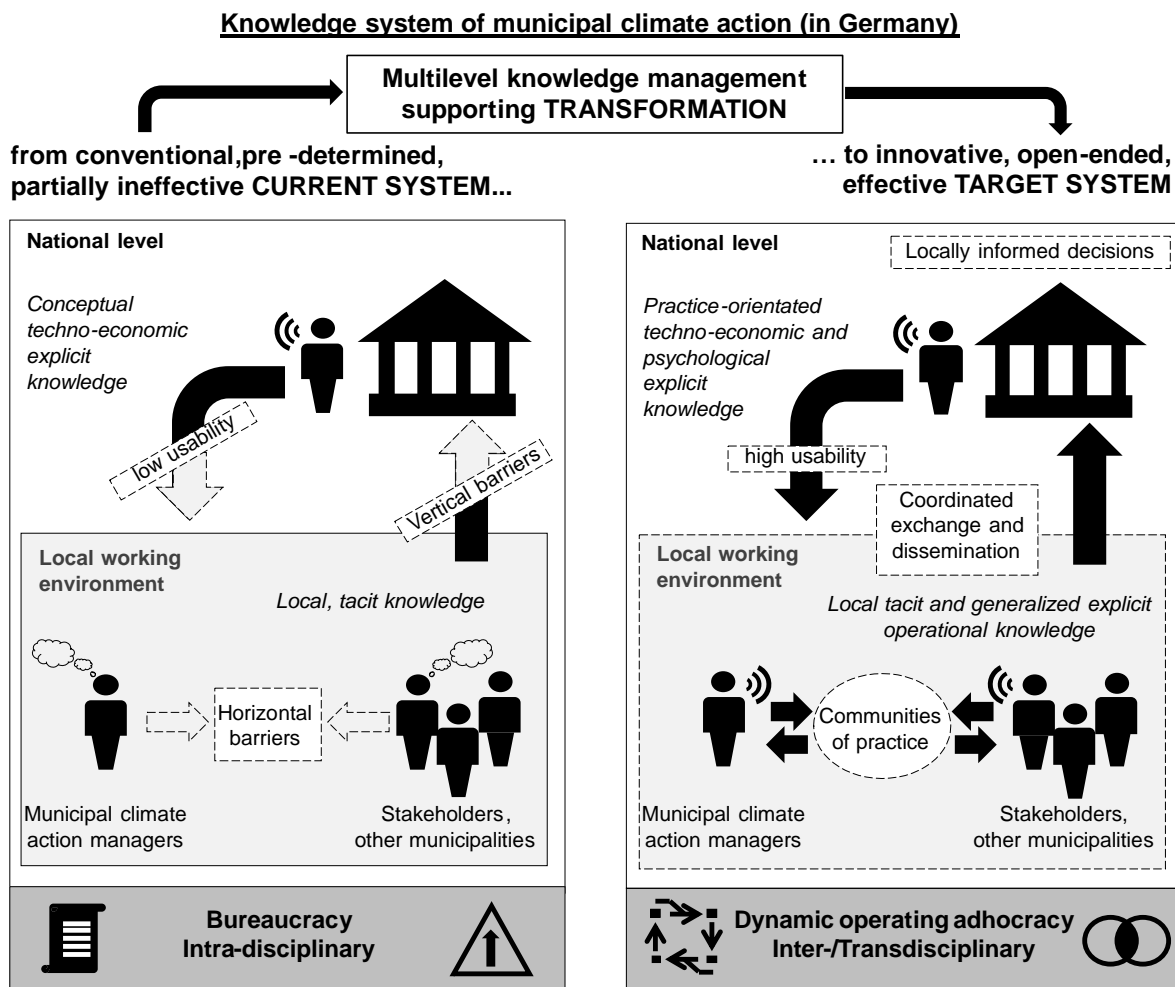 Knowledge system of municipal climate action (in Germany)
Multilevel knowledge management
supporting TRANSFORMATION
from conventional,pre -determined,
partially ineffective CURRENT SYSTEM...
... to innovative, open-ended,
effective TARGET SYSTEM
National level
Conceptual
techno-economic
explicit
knowledge
low usability
Vertical barriers
Local working
environment
Local, tacit knowledge
Horizontal
barriers
Municipal climate
action managers
Stakeholders,
other municipalities
Bureaucracy
Intra-disciplinary
National level
Locally informed decisions
Practice-orientated
techno-economic and
psychological
explicit
knowledge
high usability
Coordinated
exchange and
dissemination
Local working
environment
Local tacit and generalized explicit
operational knowledge
Communities
of practice
Municipal climate
action managers
Stakeholders,
other municipalities
Dynamic operating adhocracy
Inter-/Transdisciplinary